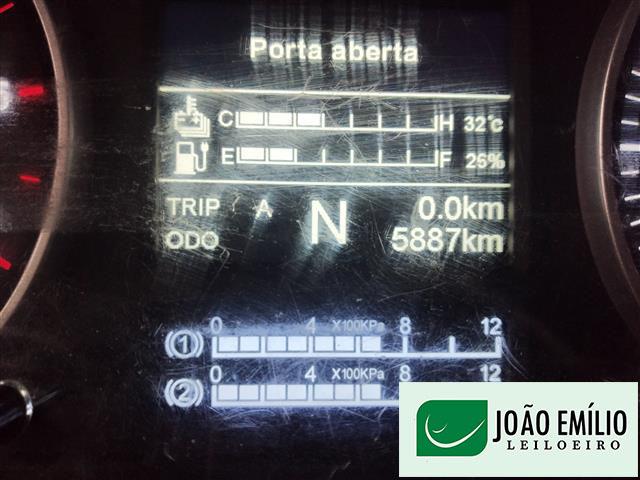 Porta aberta
C H 32°c
E F 26%
TRIP A N 0.0km
ODO 5887km
0 4 X100KPa 8 12
(1)
0 4 X100KPa 8 12
(2)
JOÃO EMÍLIO
LEILOEIRO